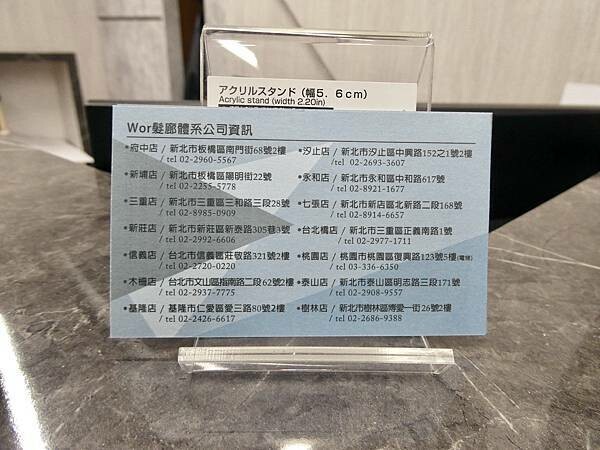 アクリルスタンド（幅5．6cm）
Acrylic stand (width 2.20in)
Wor髮廊體系公司資訊
•府中店 / 新北市板橋區南門街68號2樓
/ tel 02-2960-5567
•新埔店 / 新北市板橋區陽明街22號
/ tel 02-2255-5778
•三重店 / 新北市三重區三和路三段28號
/ tel 02-8985-0909
•新莊店 / 新北市新莊區新泰路305巷3號
/ tel 02-2992-6606
•信義店 / 台北市信義區莊敬路321號2樓
/ tel 02-2720-0220
•木柵店 / 台北市文山區指南路二段62號2樓
/ tel 02-2937-7775
•基隆店 / 基隆市仁愛區愛三路80號2樓
/ tel 02-2426-6617
•汐止店 / 新北市汐止區中興路152之1號2樓
/ tel 02-2693-3607
•永和店 / 新北市永和區中和路617號
/ tel 02-8921-1677
•七張店 / 新北市新店區北新路二段168號
/ tel 02-8914-6657
•台北橋店 / 新北市三重區正義南路1號
/ tel 02-2977-1711
•桃園店 / 桃園市桃園區復興路123號5樓(電梯)
/ tel 03-336-6350
•泰山店 / 新北市泰山區明志路三段171號
/ tel 02-2908-9557
•樹林店 / 新北市樹林區博愛一街26號2樓
/ tel 02-2686-9388